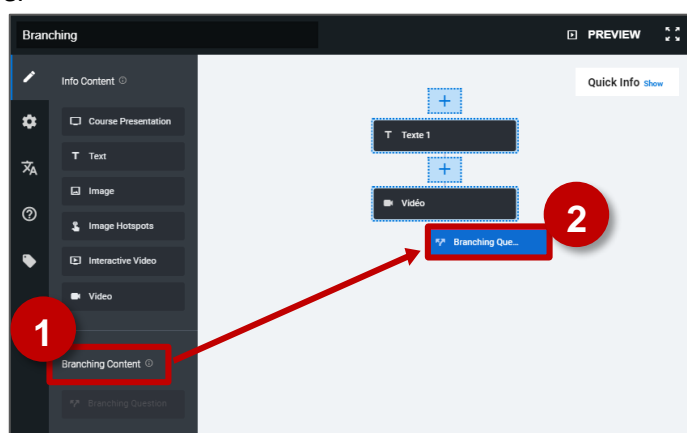 Branching
PREVIEW
Info Content
Quick Info Show
Course Presentation
Text
Image
Image Hotspots
Interactive Video
Video
Branching Content
Branching Question
T Texte 1
Vidéo
Branching Que...
1
2